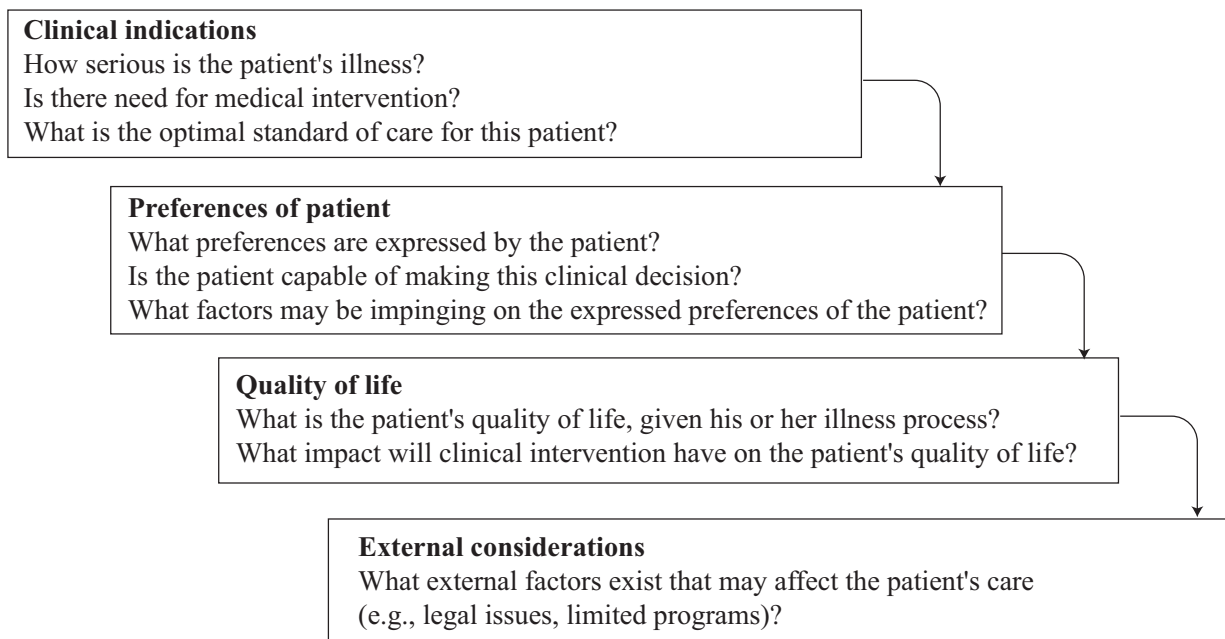 Clinical indications
How serious is the patient's illness?
Is there need for medical intervention?
What is the optimal standard of care for this patient?
Preferences of patient
What preferences are expressed by the patient?
Is the patient capable of making this clinical decision?
What factors may be impinging on the expressed preferences of the patient?
Quality of life
What is the patient's quality of life, given his or her illness process?
What impact will clinical intervention have on the patient's quality of life?
External considerations
What external factors exist that may affect the patient's care
(e.g., legal issues, limited programs)?